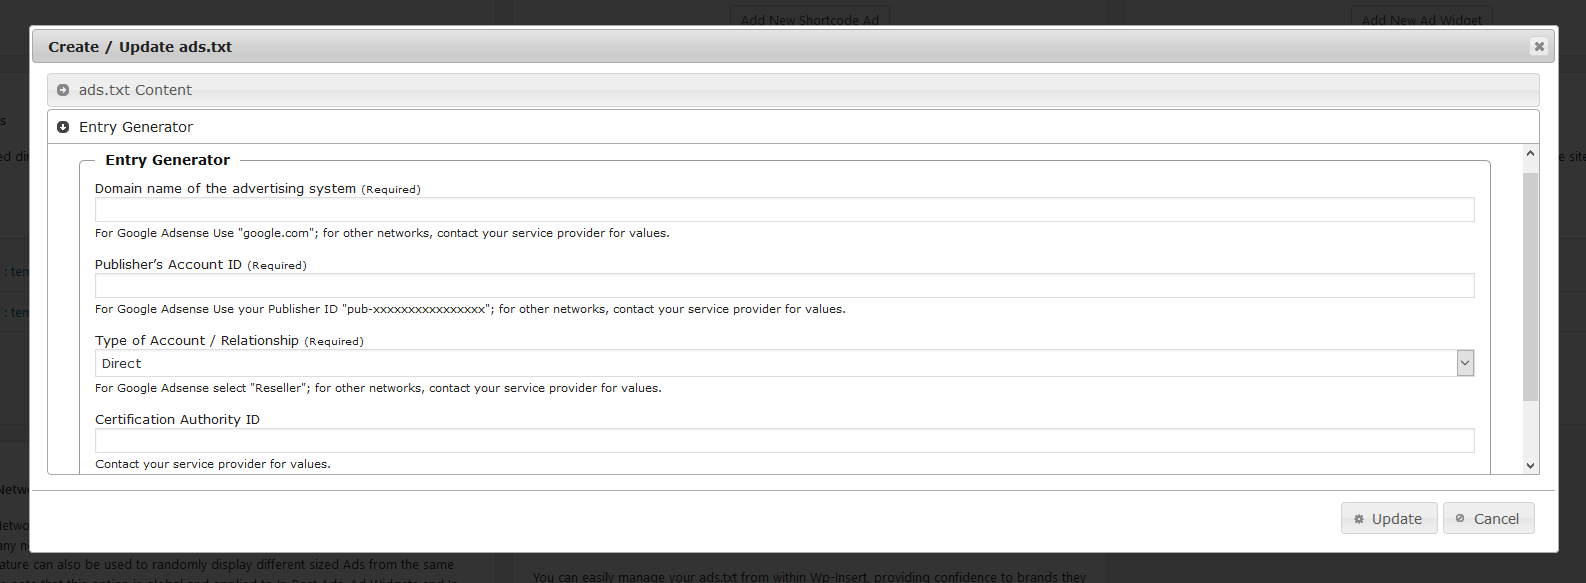 Add New Shortcode Ad
Add New Ad Widget
Create / Update ads.txt
ads.txt Content
Entry Generator
Entry Generator
Domain name of the advertising system (Required)
For Google Adsense Use "google.com"; for other networks, contact your service provider for values.
Publisher’s Account ID (Required)
For Google Adsense Use your Publisher ID "pub-xxxxxxxxxxxxxxxx"; for other networks, contact your service provider for values.
Type of Account / Relationship (Required)
Direct
For Google Adsense select "Reseller"; for other networks, contact your service provider for values.
Certification Authority ID
Contact your service provider for values.
Update
Cancel
ature can also be used to randomly display different sized Ads from the same
You can easily manage your ads.txt from within Wp-Insert, providing confidence to brands they